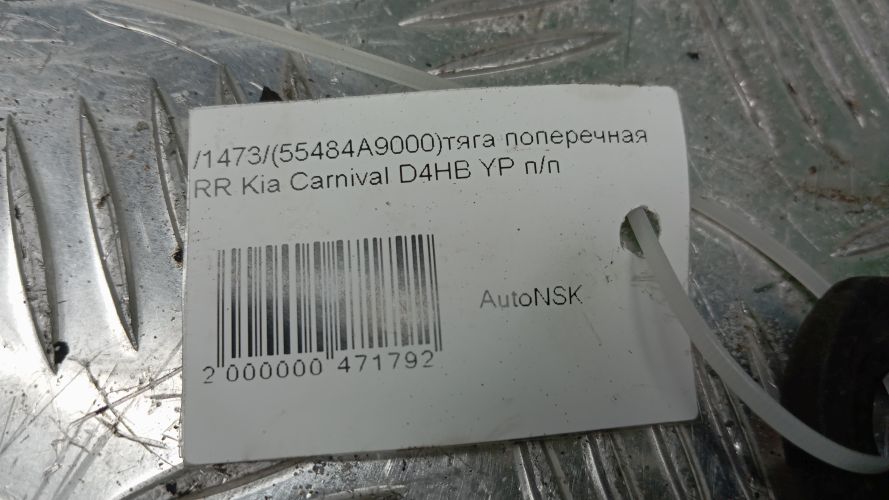 /1473/(55484A9000)тяга поперечная
RR Kia Carnival D4HB YP п/п
AutoNSK
2 000000 471792